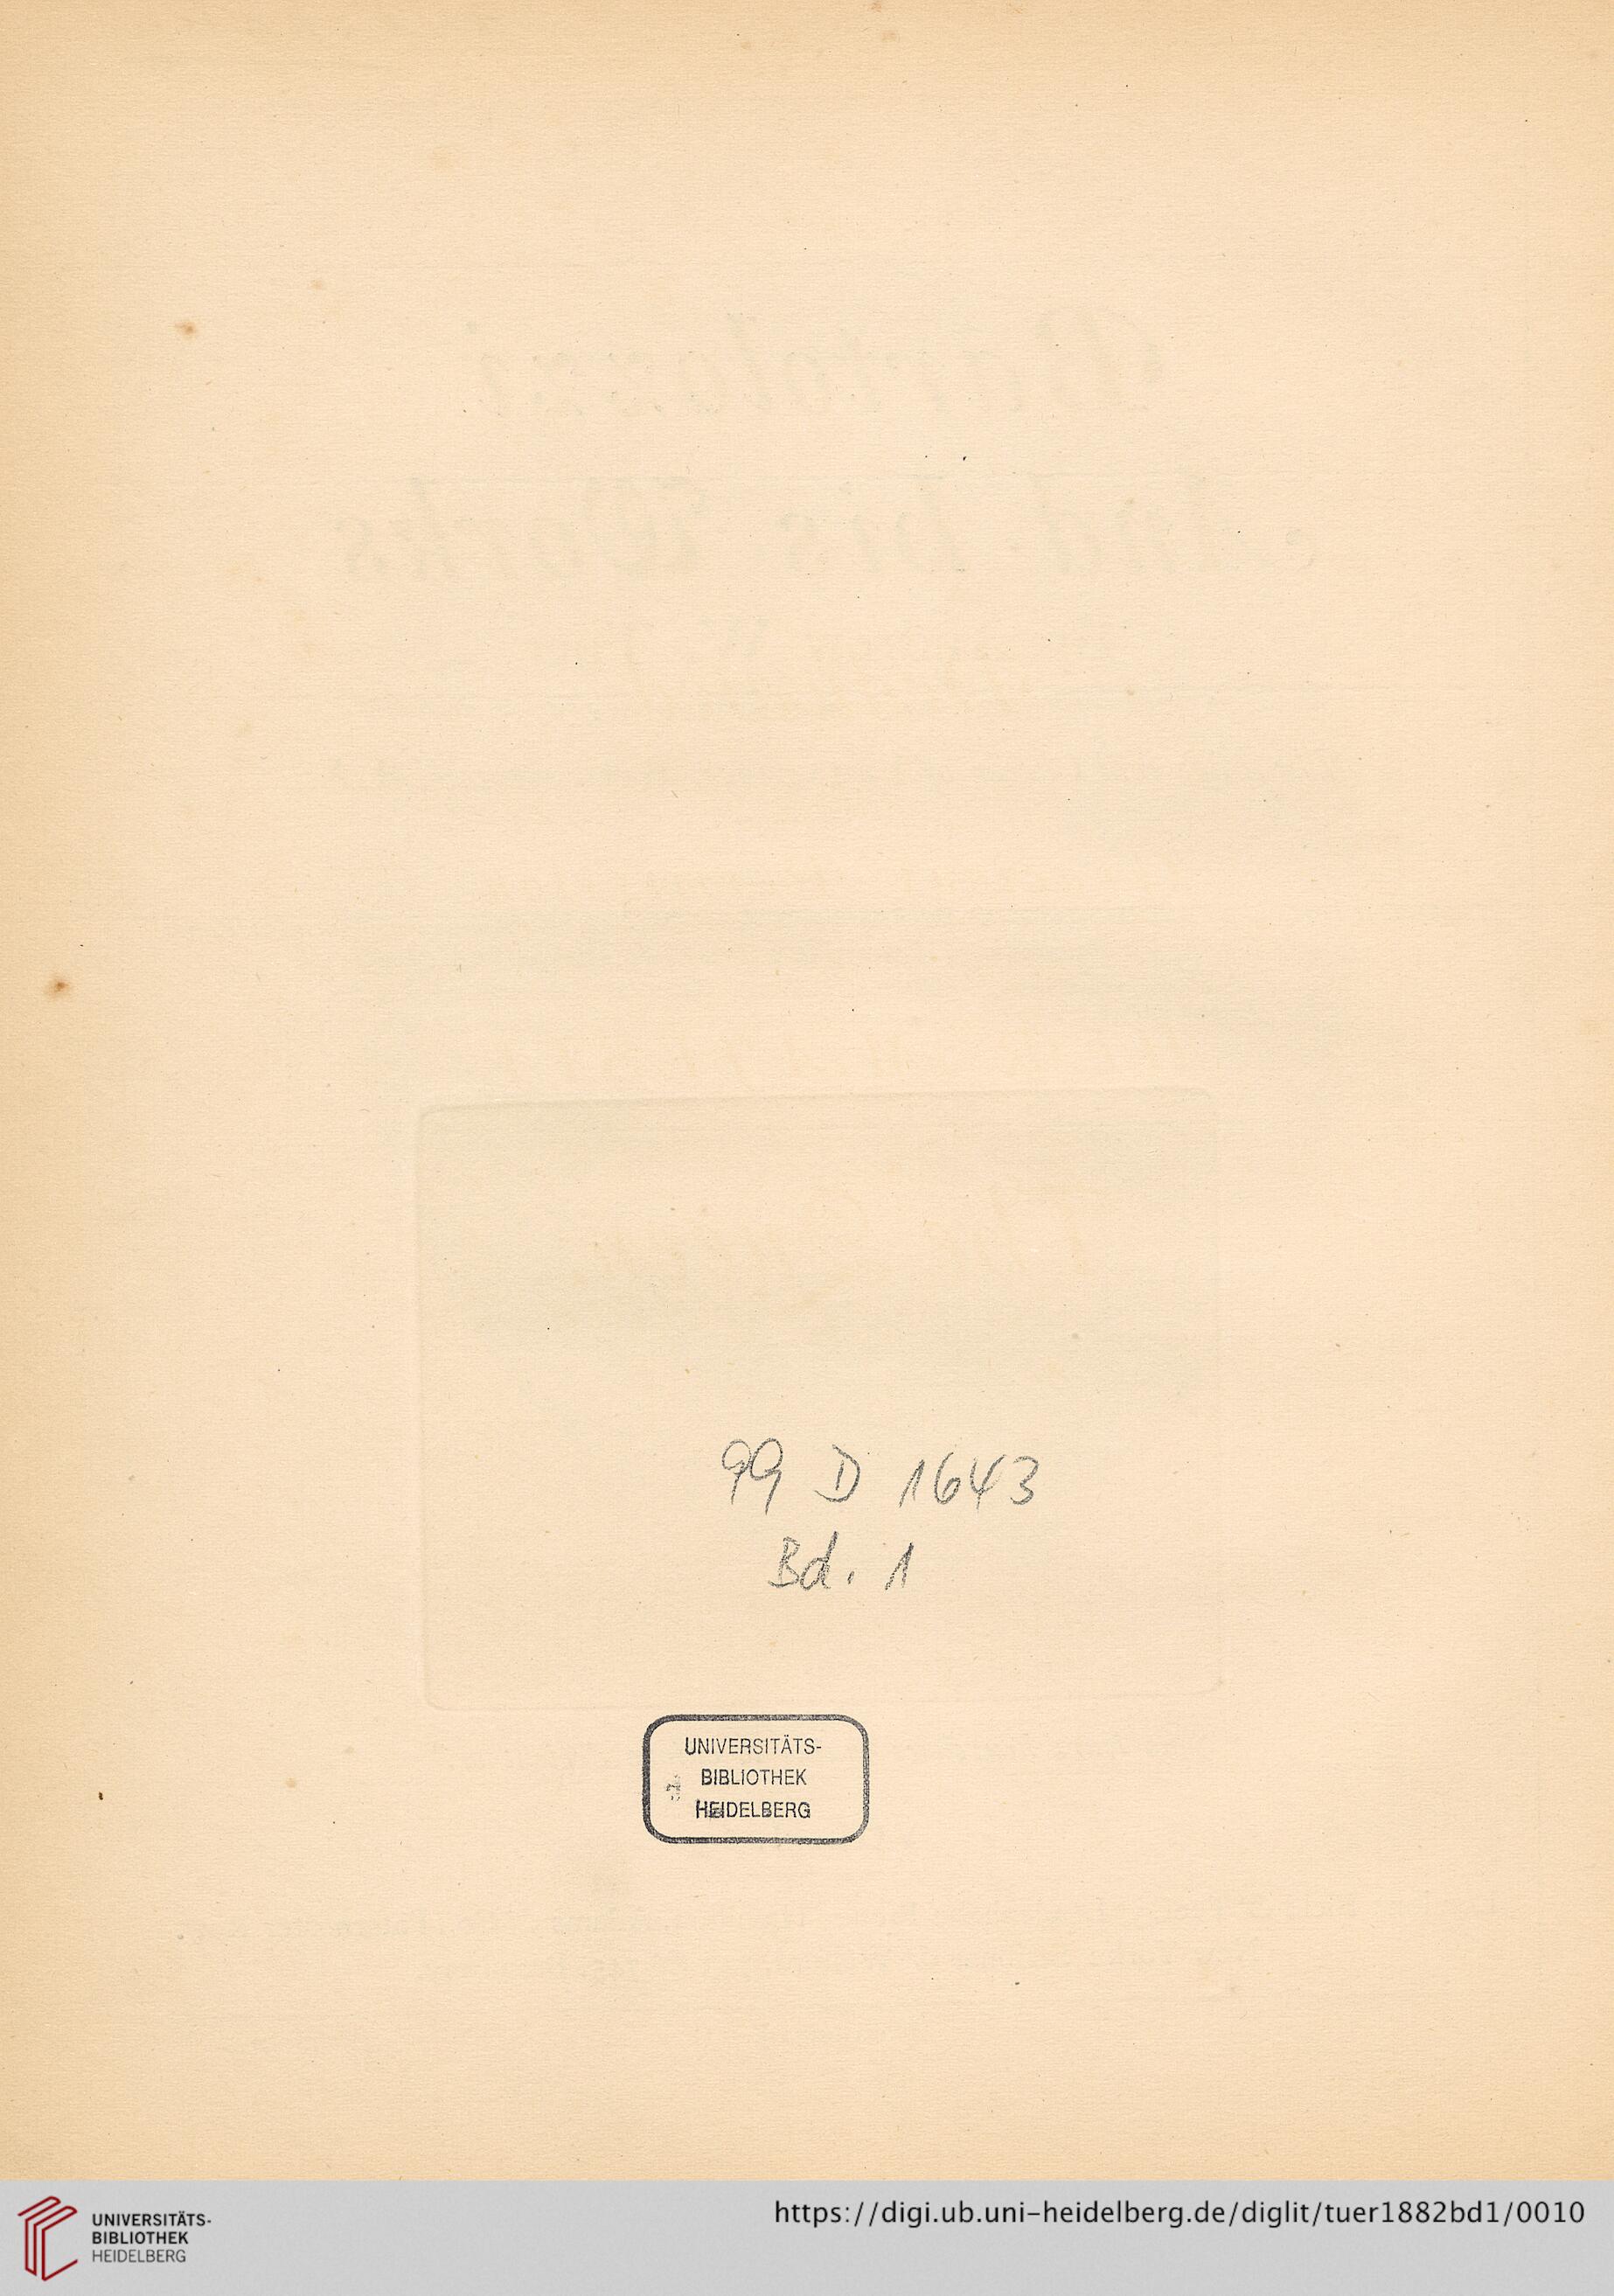 99 D 1643
Bd. 1
UNIVERSITÄTS-
BIBLIOTHEK
HEIDELBERG
UNIVERSITÄTS-
BIBLIOTHEK
HEIDELBERG
https://digi.ub.uni-heidelberg.de/diglit/tuer1882bd1/0010